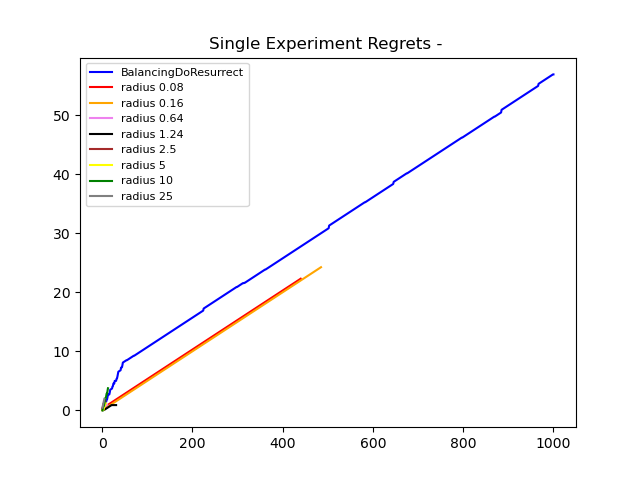 Single Experiment Regrets -
BalancingDoResurrect
radius 0.08
radius 0.16
radius 0.64
radius 1.24
radius 2.5
radius 5
radius 10
radius 25
50
40
30
20
10
0
0 200 400 600 800 1000